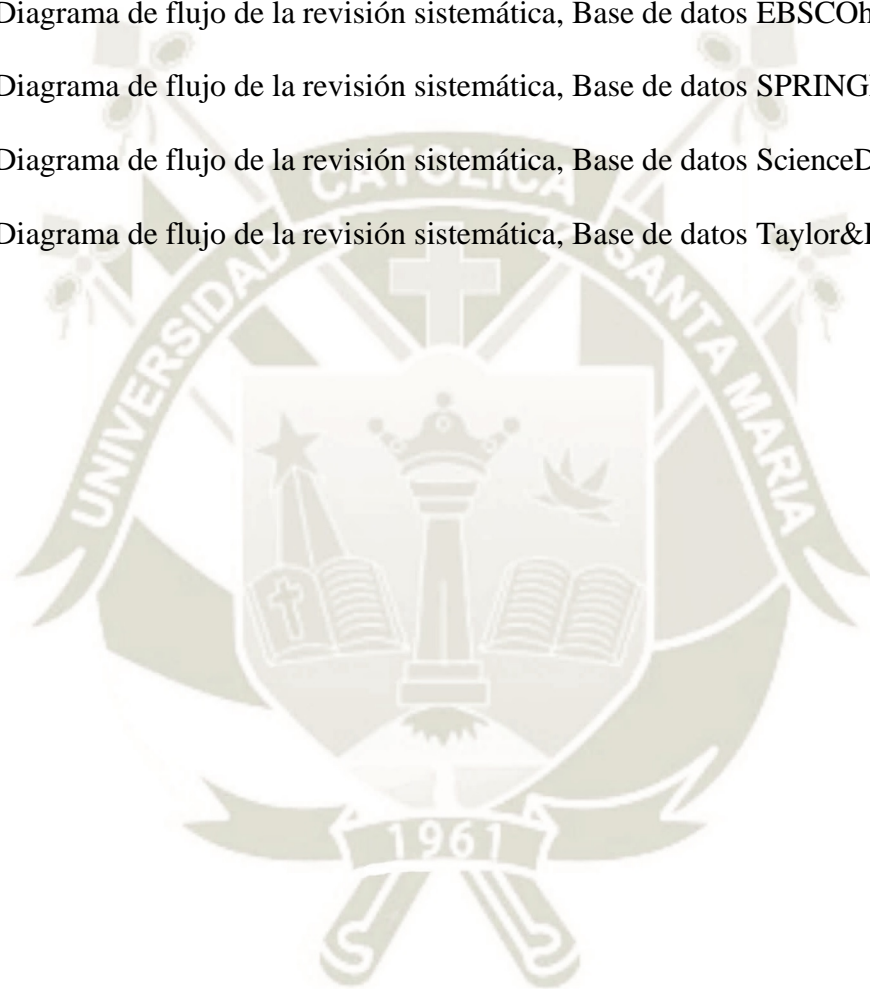 Diagrama de flujo de la revisión sistemática, Base de datos EBSCOh
Diagrama de flujo de la revisión sistemática, Base de datos SPRING
Diagrama de flujo de la revisión sistemática, Base de datos ScienceD
Diagrama de flujo de la revisión sistemática, Base de datos Taylor&
UNIVERSIDAD CATÓLICA SANTA MARIA
1961